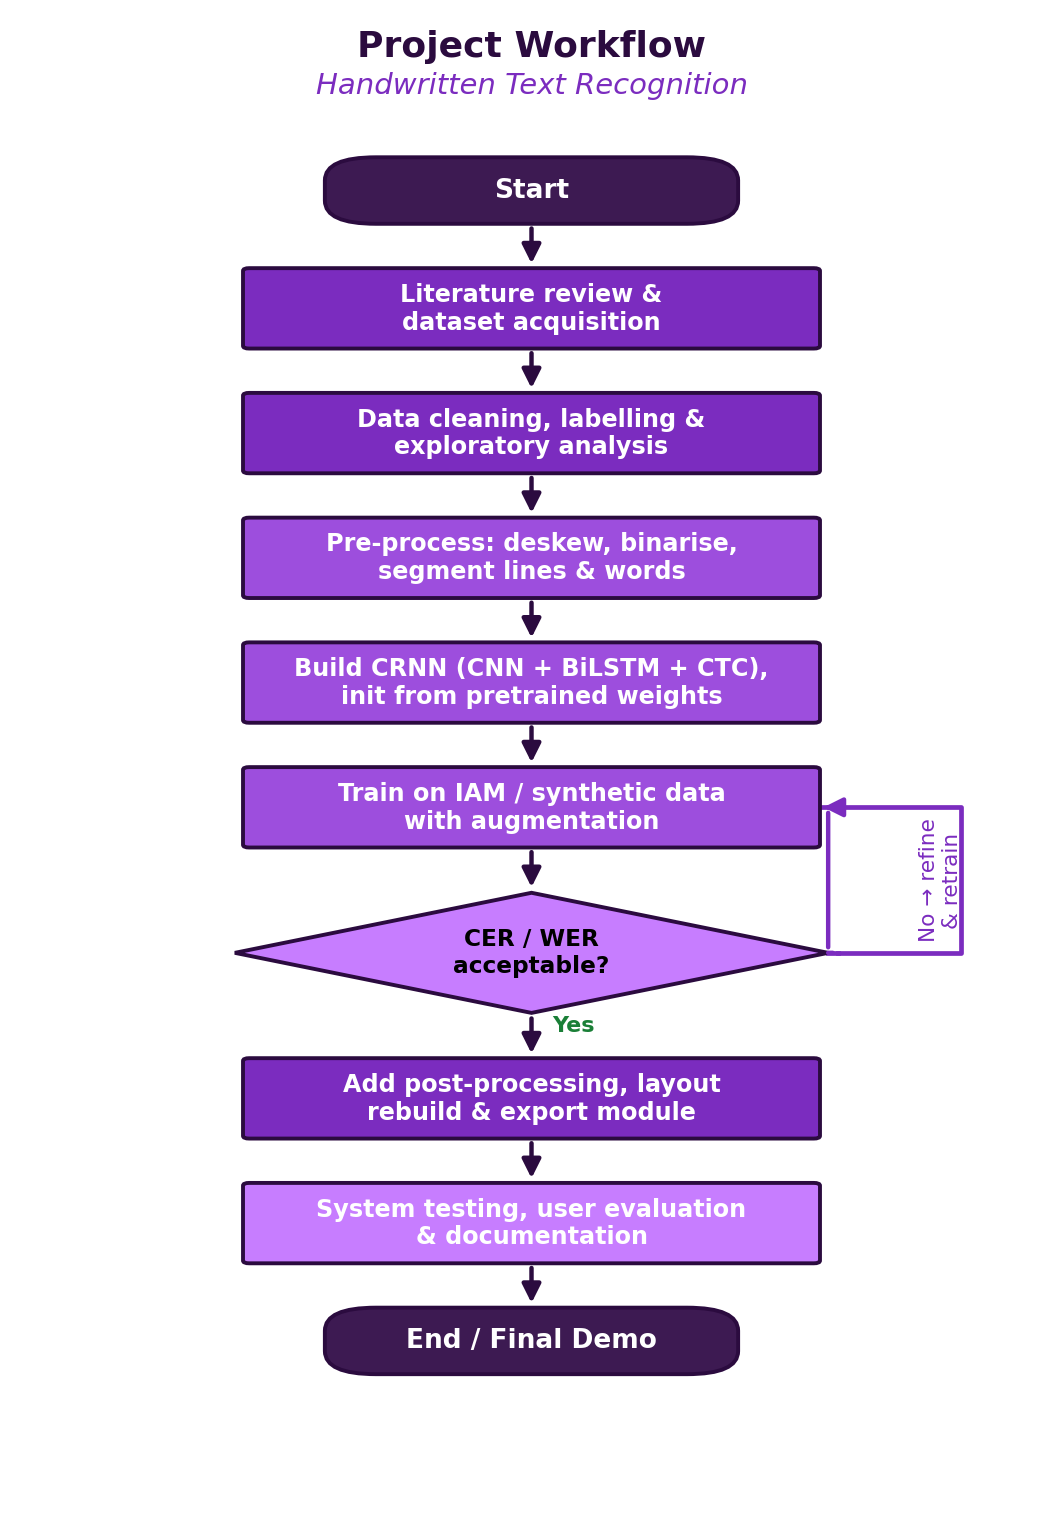 Project Workflow
Handwritten Text Recognition
Start
Literature review &
dataset acquisition
Data cleaning, labelling &
exploratory analysis
Pre-process: deskew, binarise,
segment lines & words
Build CRNN (CNN + BiLSTM + CTC),
init from pretrained weights
Train on IAM / synthetic data
with augmentation
No → refine
& retrain
CER / WER
acceptable?
Yes
Add post-processing, layout
rebuild & export module
System testing, user evaluation
& documentation
End / Final Demo